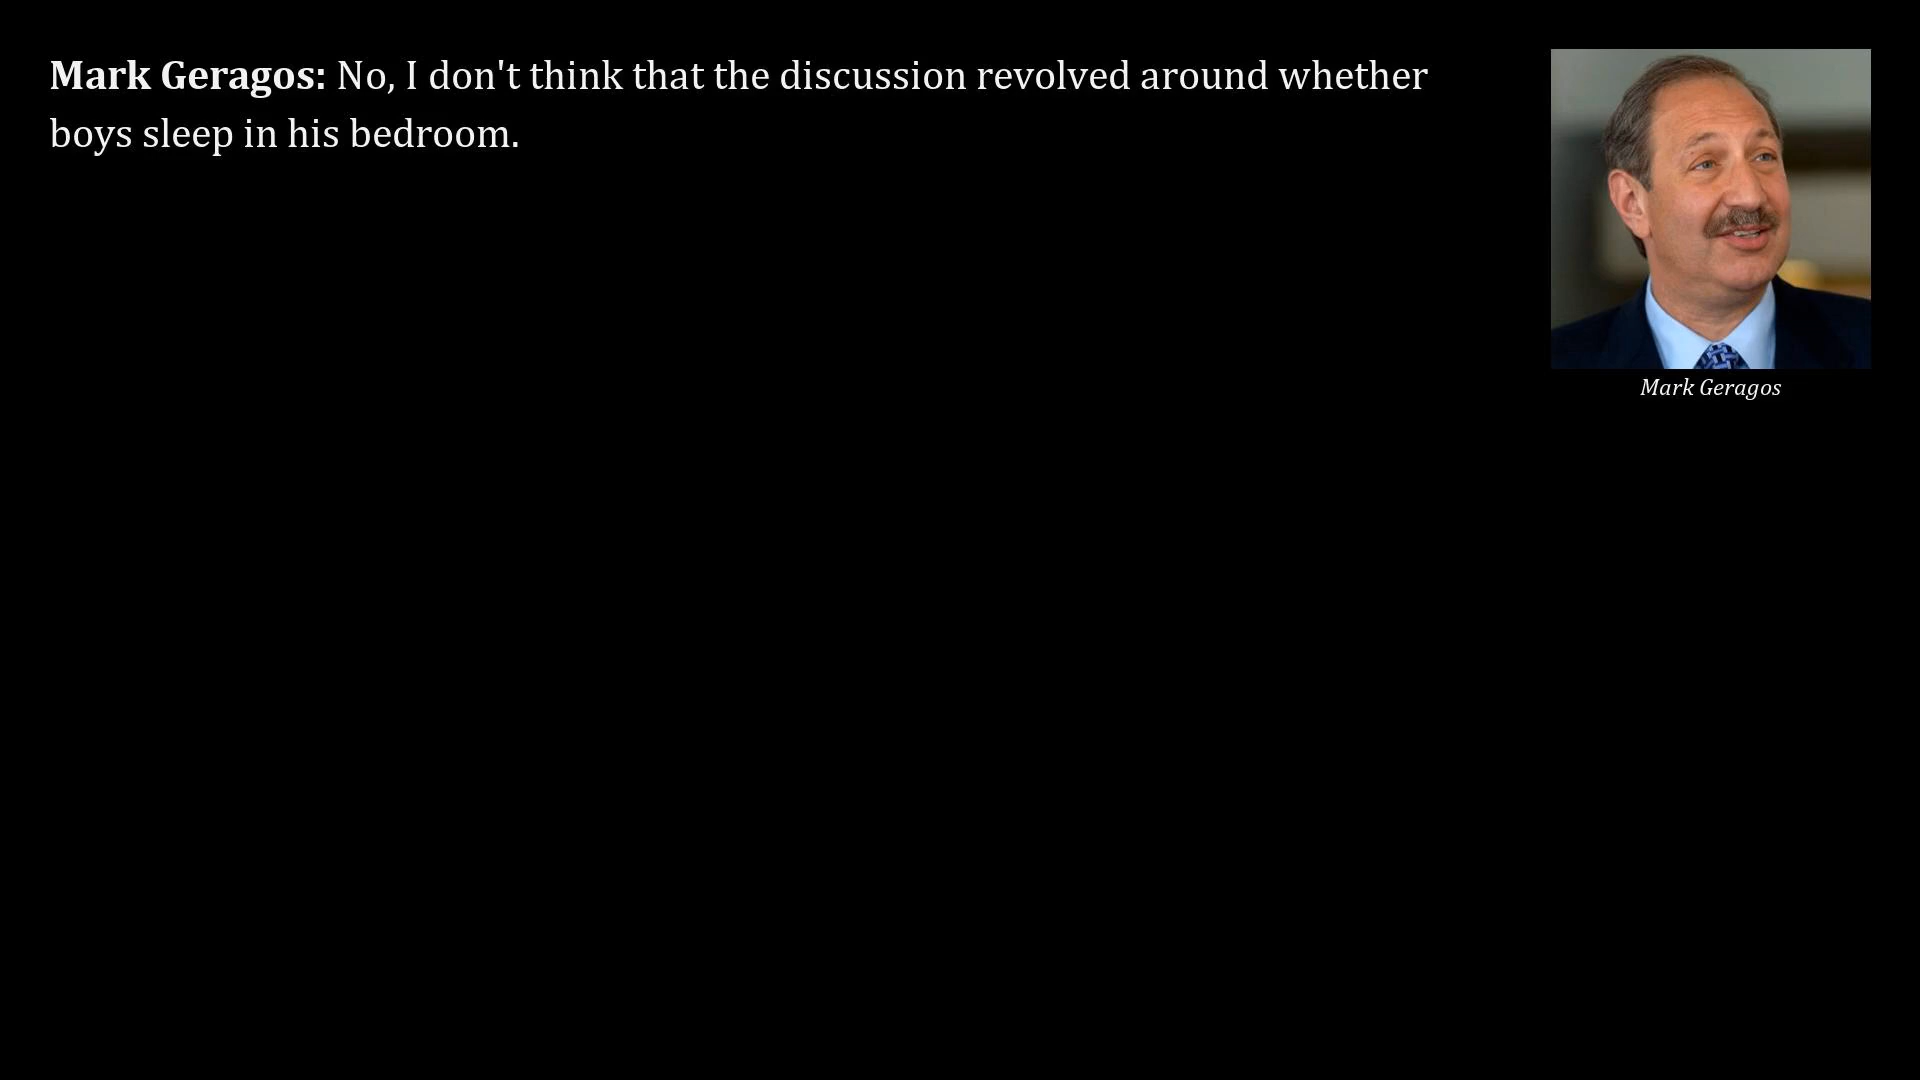 Mark Geragos: No, I don't think that the discussion revolved around whether
boys sleep in his bedroom.
Mark Geragos